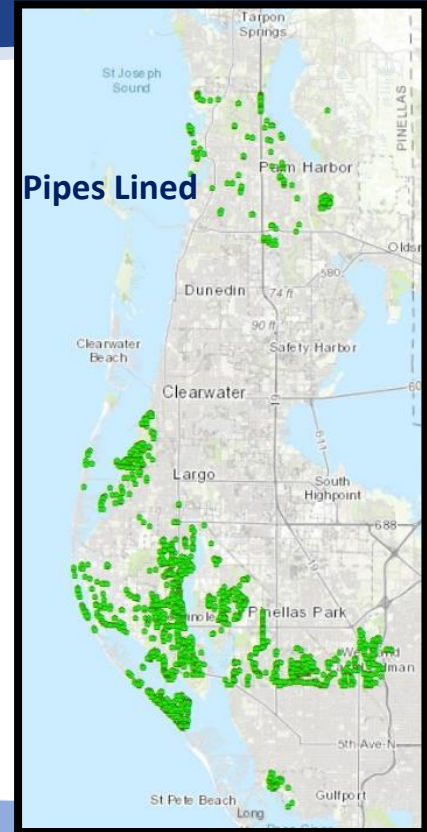 Tarpon
Springs
St Joseph
Sound
PINELLAS
Palm Harbor
Pipes Lined
580
Dunedin
74 ft
90 ft
Clearwater
Beach
Safety Harbor
Clearwater
60
19
611
Largo
South
Highpoint
688
19
Pinellas Park
5th Ave N
St Pete Beach
Gulfport
Long